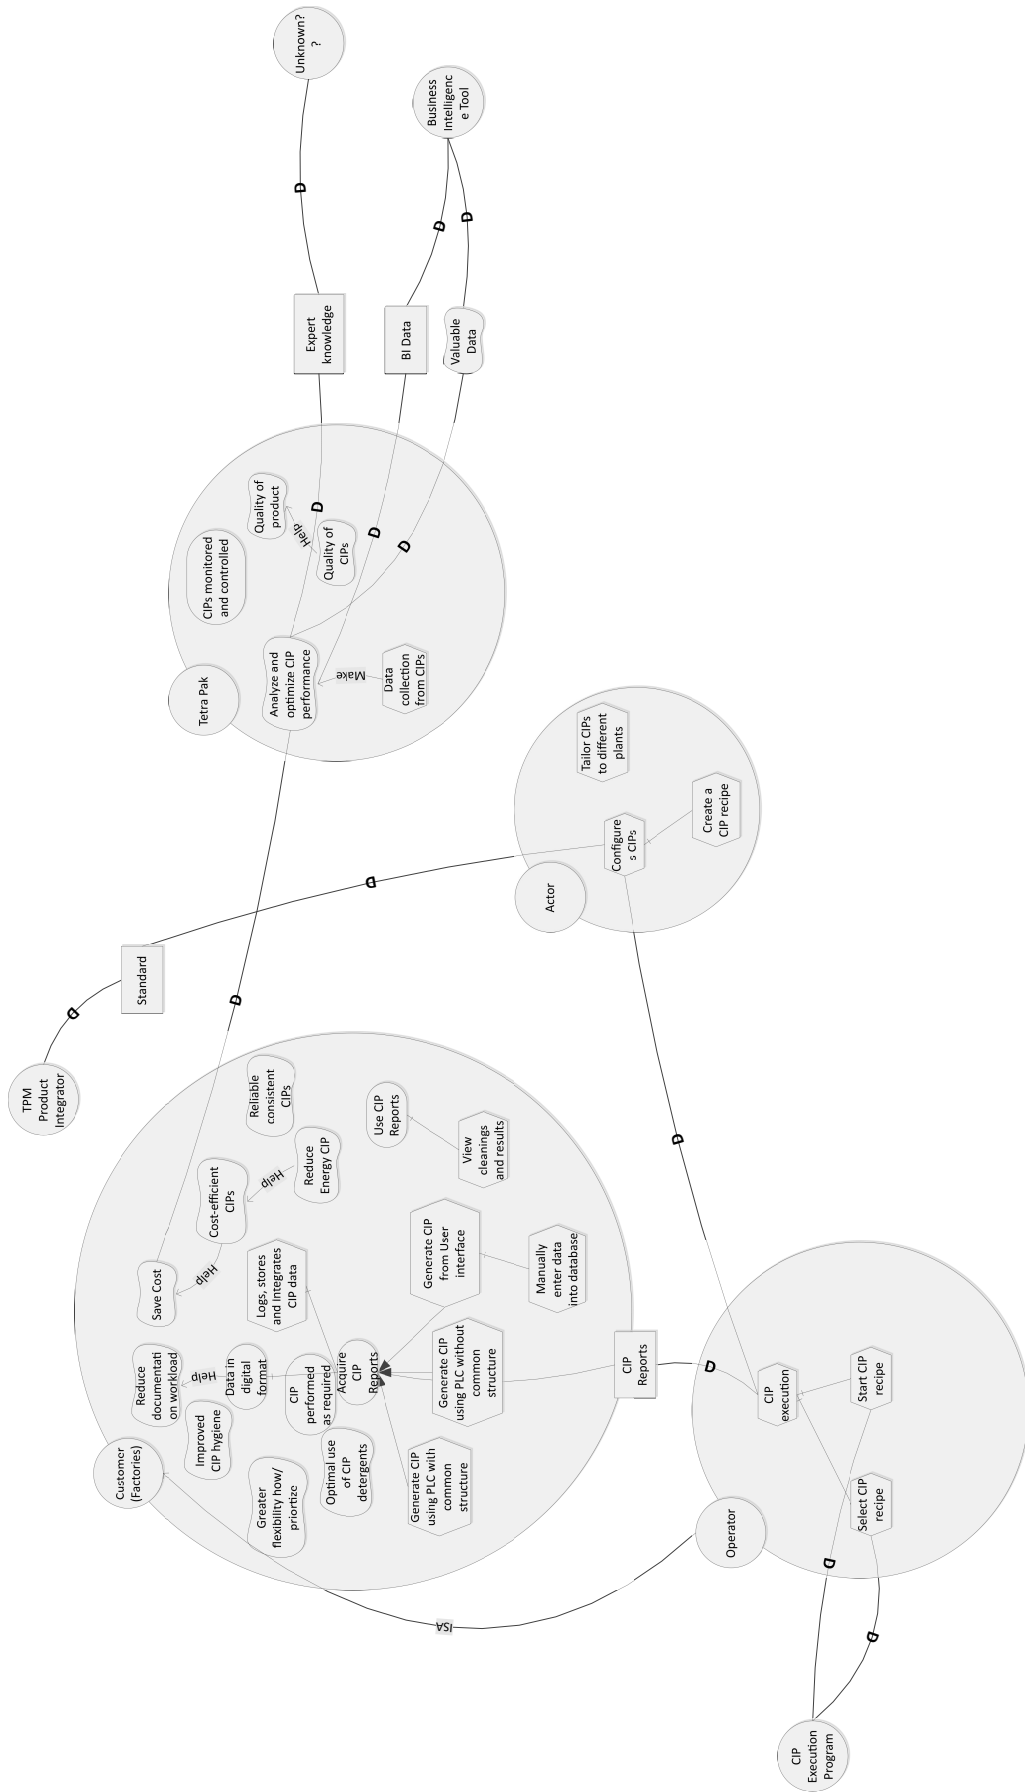 TPM
Product
Integrator
D
Standard
D
Unknown?
?
D
Expert
knowledge
Business
Intelligenc
e Tool
D
D
BI Data
Valuable
Data
Tetra Pak
CIPs monitored
and controlled
Quality of
product
Help
Quality of
CIPs
D
D
D
Analyze and
optimize CIP
performance
Make
Data
collection
from CIPs
D
Customer
(Factories)
Reduce
documentati
on workload
Help
Improved
CIP hygiene
Data in
digital
format
Greater
flexibility how/
priortize
CIP
performed
as required
Optimal use
of CIP
detergents
Acquire
CIP
Reports
Save Cost
Help
Cost-efficient
CIPs
Help
Reduce
Energy CIP
Reliable
consistent
CIPs
Logs, stores
and Integrates
CIP data
Use CIP
Reports
View
cleanings
and results
Generate CIP
from User
interface
Manually
enter data
into database
Generate CIP
using PLC without
common
structure
Generate CIP
using PLC with
common
structure
CIP
Reports
ISA
D
Actor
Configure
s CIPs
Tailor CIPs
to different
plants
Create a
CIP recipe
D
Operator
CIP
execution
Start CIP
recipe
Select CIP
recipe
D
D
CIP
Execution
Program